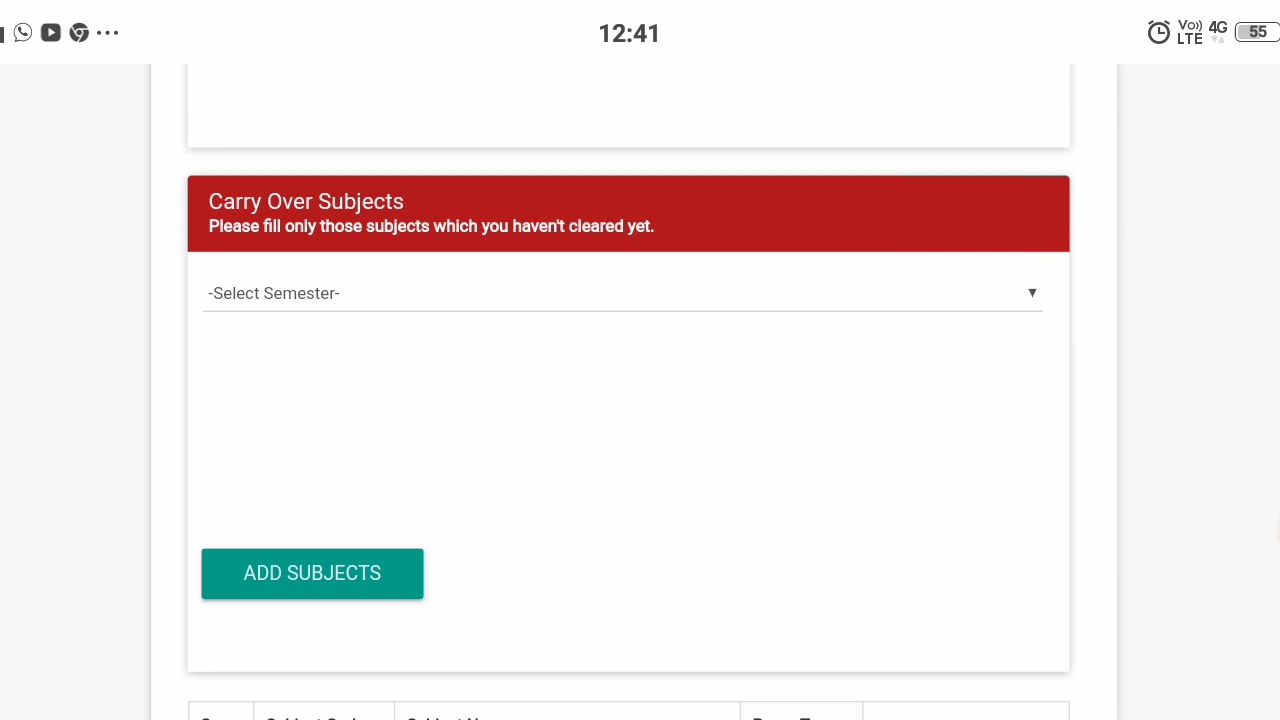 12:41
Vo)) LTE 4G 55
Carry Over Subjects
Please fill only those subjects which you haven't cleared yet.
-Select Semester-
ADD SUBJECTS